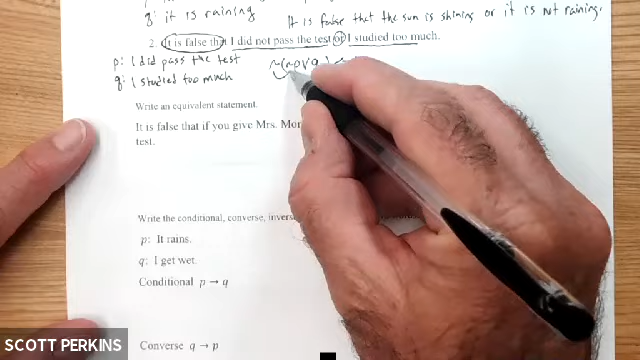 q: it is raining
It is false that the sun is shining or it is not raining.
2. It is false that I did not pass the test or I studied too much.
p: I did pass the test
~(~p∨q)
q: I studied too much
Write an equivalent statement.
It is false that if you give Mrs.
test.
Write the conditional, converse,
p: It rains.
q: I get wet.
Conditional p → q
Converse q → p
SCOTT PERKINS